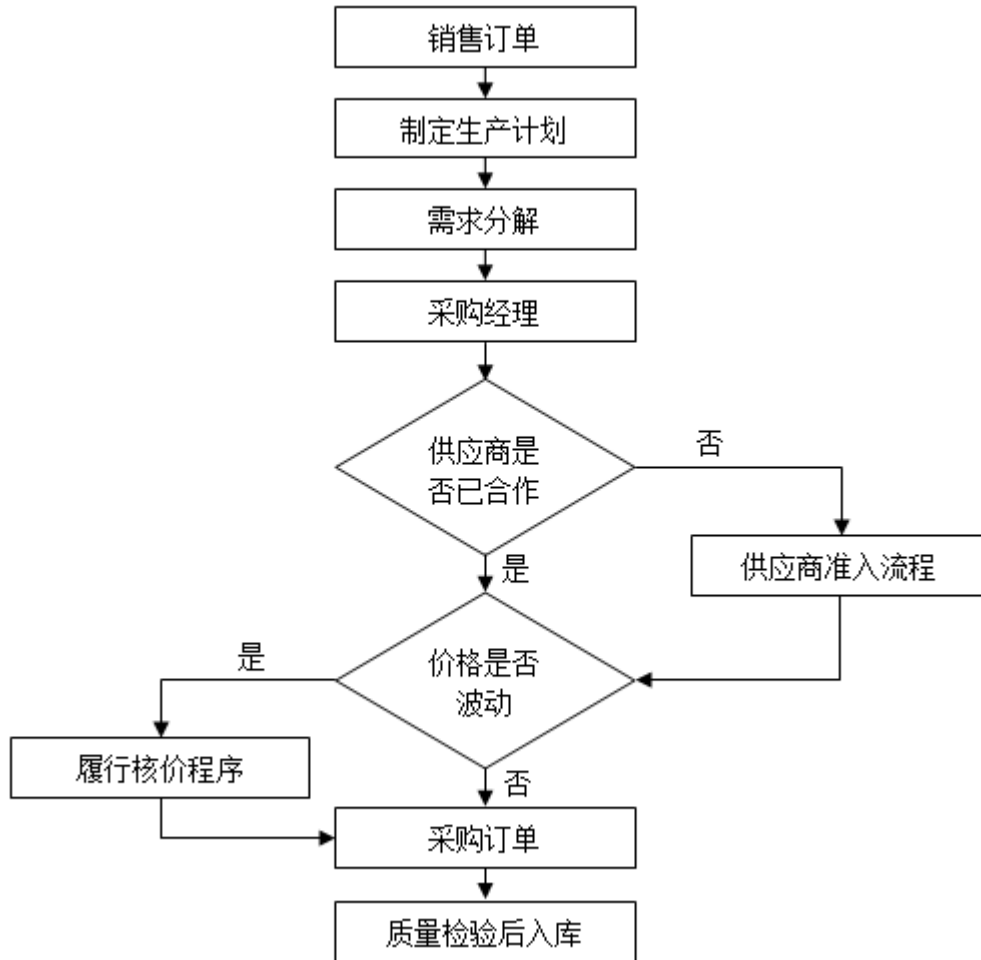 销售订单
制定生产计划
需求分解
采购经理
供应商是
否已合作
否
供应商准入流程
是
价格是否
波动
是
履行核价程序
否
采购订单
质量检验后入库